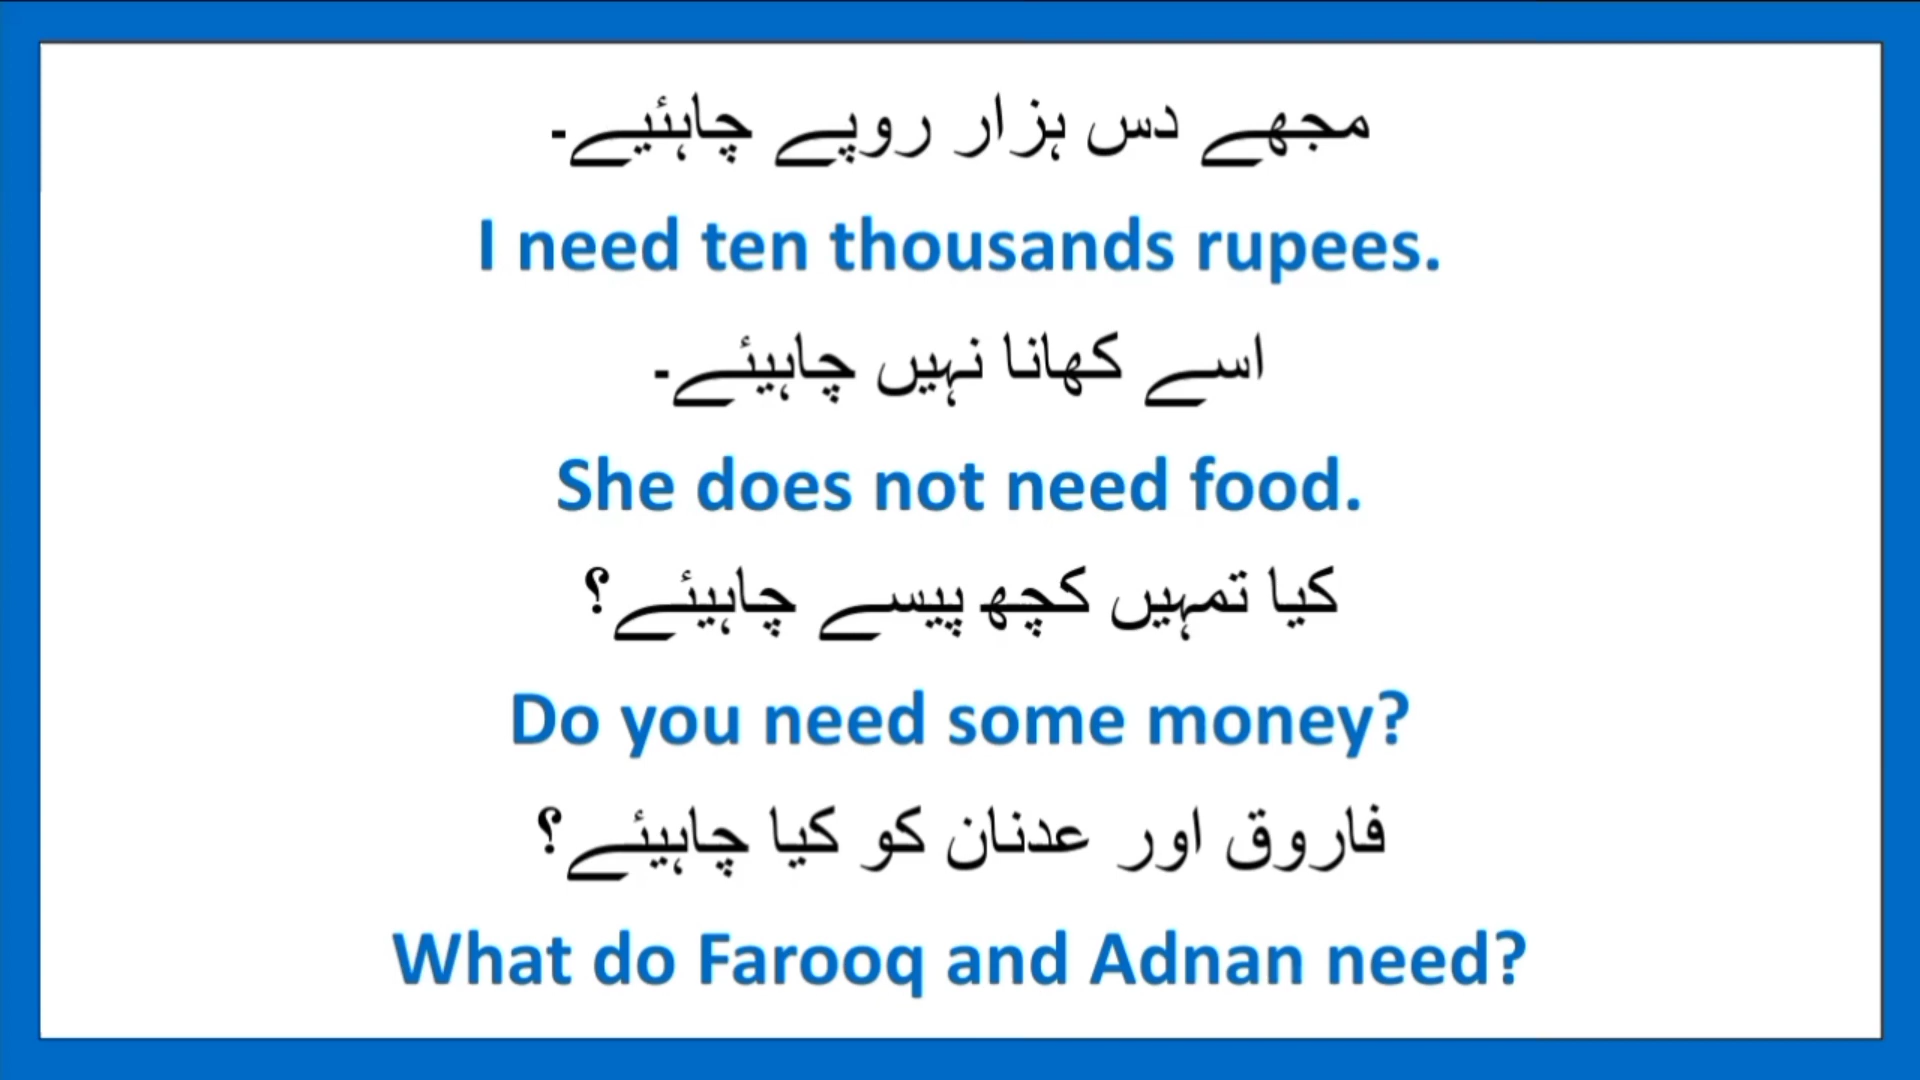 مجھے دس ہزار روپے چاہئیے۔
I need ten thousands rupees.
اسے کھانا نہیں چاہیئے۔
She does not need food.
کیا تمہیں کچھ پیسے چاہیئے؟
Do you need some money?
فاروق اور عدنان کو کیا چاہیئے؟
What do Farooq and Adnan need?